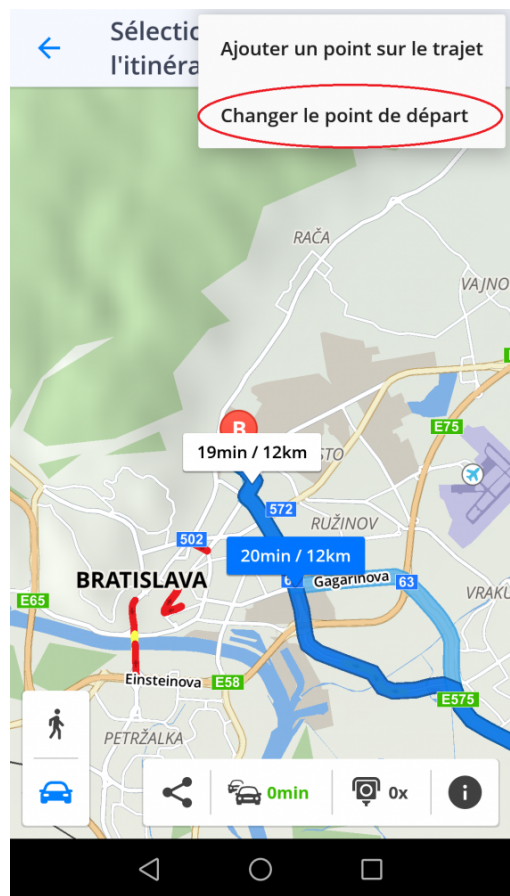 Sélectio
l'itinéra
Ajouter un point sur le trajet
Changer le point de départ
RAČA
VAJNO
E75
B
19min / 12km
STO
572
RUŽINOV
502
20min / 12km
BRATISLAVA
6
Gagarinova
63
E65
VRAKU
Einsteinova
E58
E575
PETRŽALKA
0min
0x